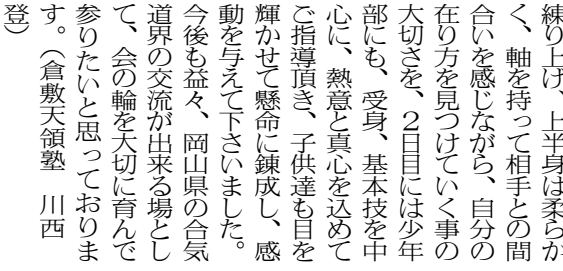 練り上げ、上半身は柔らか
く、軸を持って相手との間
合いを感じながら、自分の
在り方を見つけていく事の
大切さを、2日目には少年
部にも、受身、基本技を中
心に、熱意と真心を込めて
ご指導頂き、子供達も目を
輝かせて懸命に錬成し、感
動を与えて下さいました。
今後も益々、岡山県の合気
道界の交流が出来る場とし
て、会の輪を大切に育んで
参りたいと思っておりま
す。（倉敷天領塾　川西
登）